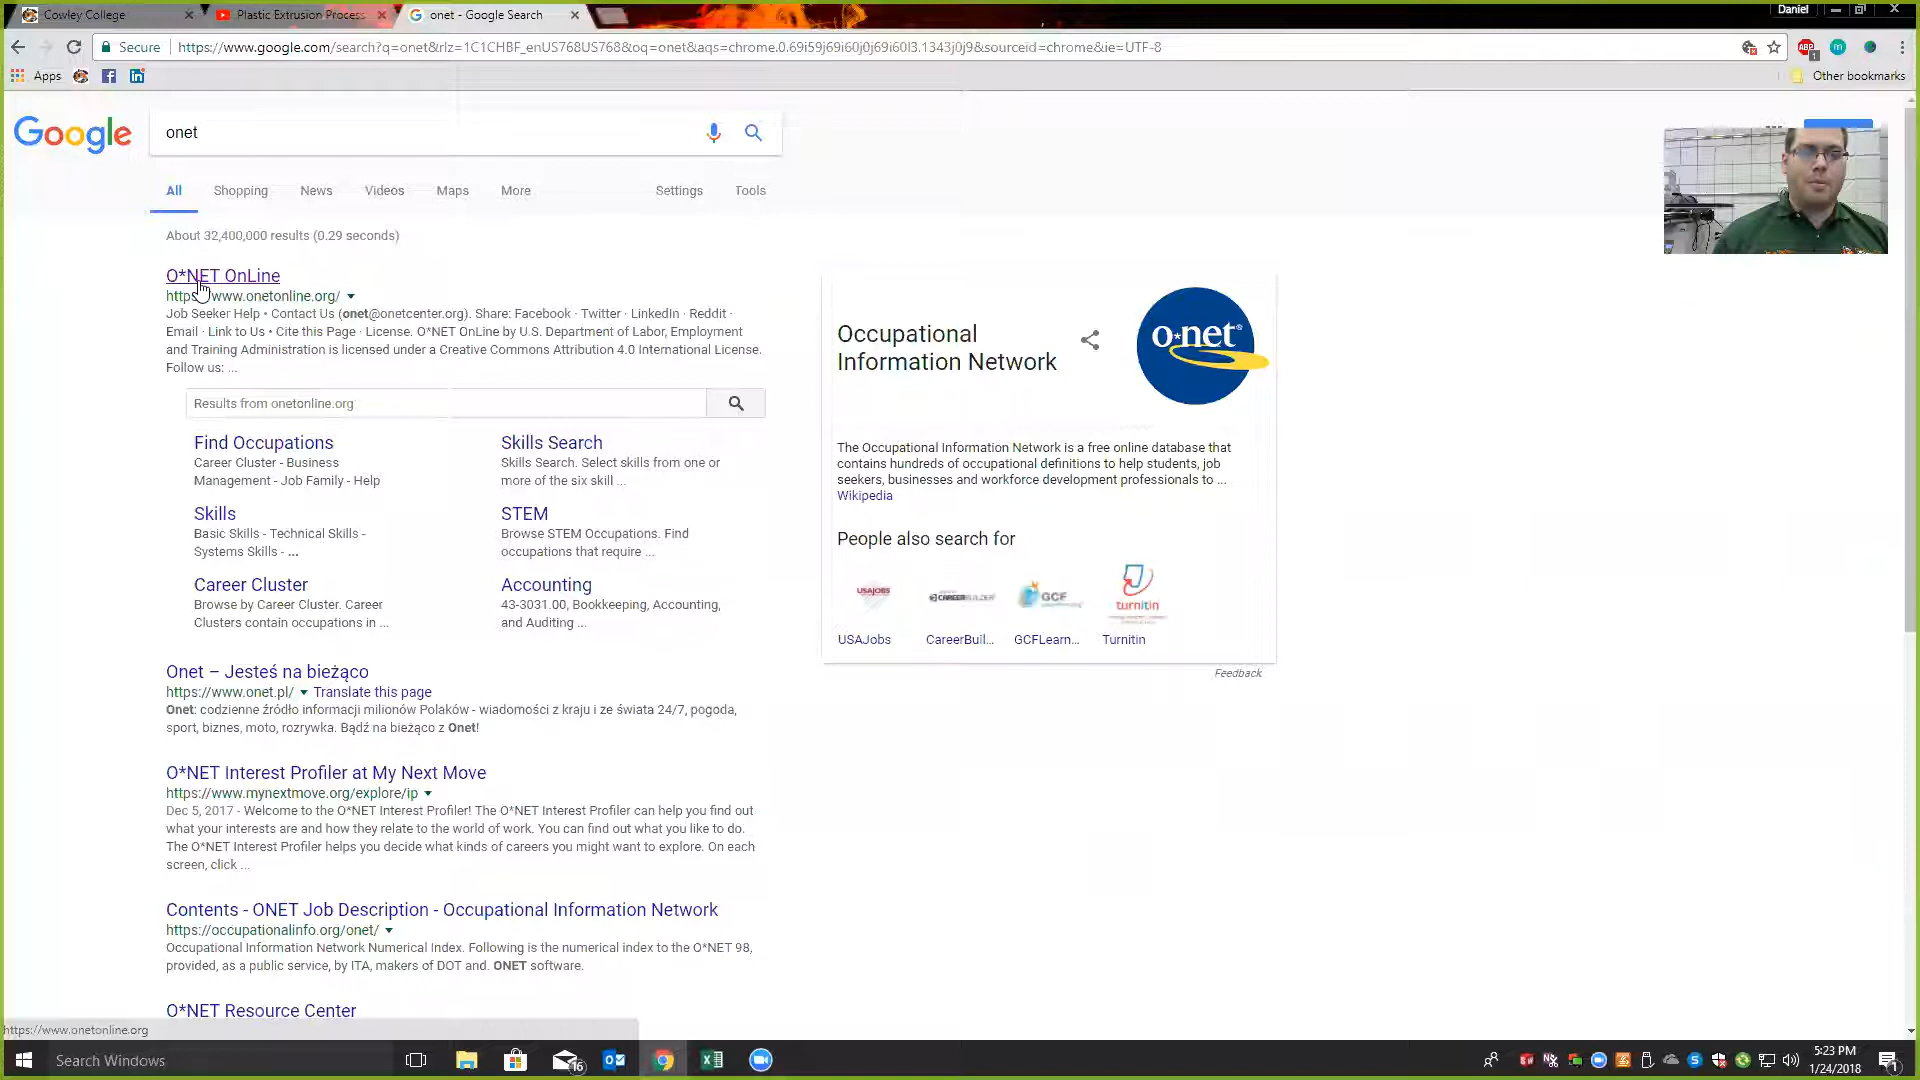 Cowley College
Plastic Extrusion Process
onet - Google Search
Daniel
Secure
https://www.google.com/search?q=onet&rlz=1C1CHBF_enUS768US768&oq=onet&aqs=chrome.0.69i59j69i60j0j69i60l3.1343j0j9&sourceid=chrome&ie=UTF-8
ABP
1
m
Apps
Other bookmarks
Google
onet
All Shopping News Videos Maps More Settings Tools
About 32,400,000 results (0.29 seconds)
O*NET OnLine
https://www.onetonline.org/
Job Seeker Help • Contact Us (onet@onetcenter.org). Share: Facebook · Twitter · LinkedIn · Reddit ·
Email · Link to Us • Cite this Page · License. O*NET OnLine by U.S. Department of Labor, Employment
and Training Administration is licensed under a Creative Commons Attribution 4.0 International License.
Follow us: ...
Results from onetonline.org
Find Occupations
Career Cluster - Business
Management - Job Family - Help
Skills Search
Skills Search. Select skills from one or
more of the six skill ...
Skills
Basic Skills - Technical Skills -
Systems Skills - ...
STEM
Browse STEM Occupations. Find
occupations that require ...
Career Cluster
Browse by Career Cluster. Career
Clusters contain occupations in ...
Accounting
43-3031.00, Bookkeeping, Accounting,
and Auditing ...
Onet – Jesteś na bieżąco
https://www.onet.pl/ Translate this page
Onet: codzienne źródło informacji milionów Polaków - wiadomości z kraju i ze świata 24/7, pogoda,
sport, biznes, moto, rozrywka. Bądź na bieżąco z Onet!
O*NET Interest Profiler at My Next Move
https://www.mynextmove.org/explore/ip
Dec 5, 2017 - Welcome to the O*NET Interest Profiler! The O*NET Interest Profiler can help you find out
what your interests are and how they relate to the world of work. You can find out what you like to do.
The O*NET Interest Profiler helps you decide what kinds of careers you might want to explore. On each
screen, click ...
Contents - ONET Job Description - Occupational Information Network
https://occupationalinfo.org/onet/
Occupational Information Network Numerical Index. Following is the numerical index to the O*NET 98,
provided, as a public service, by ITA, makers of DOT and. ONET software.
O*NET Resource Center
Occupational
Information Network
o*net®
The Occupational Information Network is a free online database that
contains hundreds of occupational definitions to help students, job
seekers, businesses and workforce development professionals to ...
Wikipedia
People also search for
USAJOBS
CAREERBUILDER
GCF
turnitin
USAJobs
CareerBuil...
GCFLearn...
Turnitin
Feedback
https://www.onetonline.org
Search Windows
16
5:23 PM
1/24/2018
1